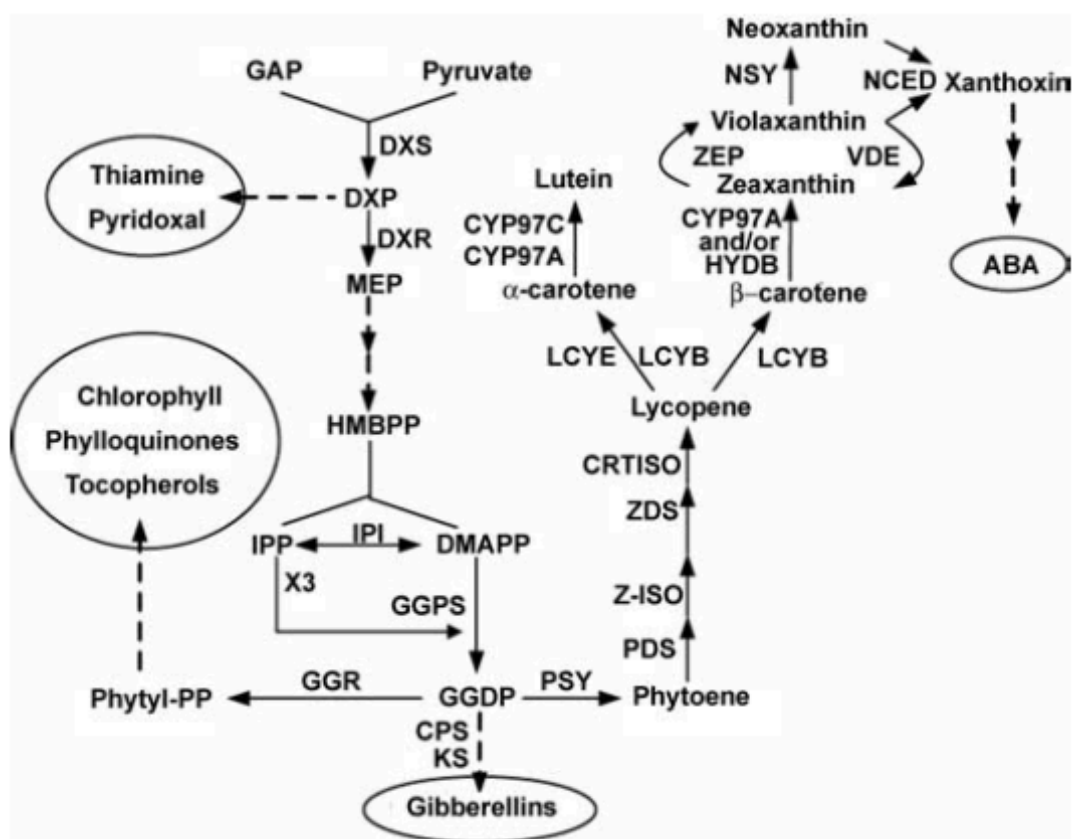 GAP
Pyruvate
DXS
Thiamine
Pyridoxal
DXP
DXR
MEP
HMBPP
Chlorophyll
Phylloquinones
Tocopherols
IPP
IPI
DMAPP
X3
GGPS
Phytyl-PP
GGR
GGDP
PSY
Phytoene
CPS
KS
Gibberellins
PDS
Z-ISO
ZDS
CRTISO
Lycopene
LCYE
LCYB
LCYB
α-carotene
β-carotene
CYP97C
CYP97A
Lutein
CYP97A
and/or
HYDB
Zeaxanthin
ZEP
VDE
Violaxanthin
NSY
Neoxanthin
NCED
Xanthoxin
ABA